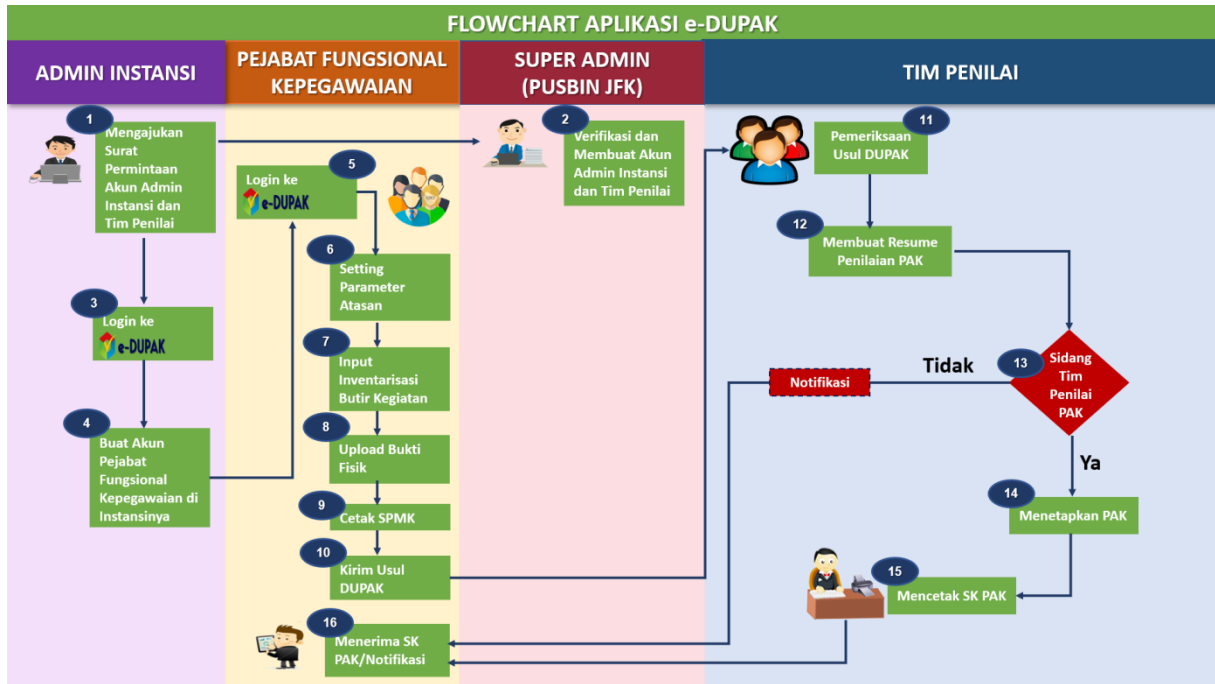 FLOWCHART APLIKASI e-DUPAK
ADMIN INSTANSI
PEJABAT FUNGSIONAL
KEPEGAWAIAN
SUPER ADMIN
(PUSBIN JFK)
TIM PENILAI
1
Mengajukan
Surat
Permintaan
Akun Admin
Instansi dan
Tim Penilai
2
Verifikasi dan
Membuat Akun
Admin Instansi
dan Tim Penilai
3
Login ke
e-DUPAK
4
Buat Akun
Pejabat
Fungsional
Kepegawaian di
Instansinya
5
Login ke
e-DUPAK
6
Setting
Parameter
Atasan
7
Input
Inventarisasi
Butir Kegiatan
8
Upload Bukti
Fisik
9
Cetak SPMK
10
Kirim Usul
DUPAK
11
Pemeriksaan
Usul DUPAK
12
Membuat Resume
Penilaian PAK
13
Sidang
Tim
Penilai
PAK
Tidak
Notifikasi
Ya
14
Menetapkan PAK
15
Mencetak SK PAK
16
Menerima SK
PAK/Notifikasi